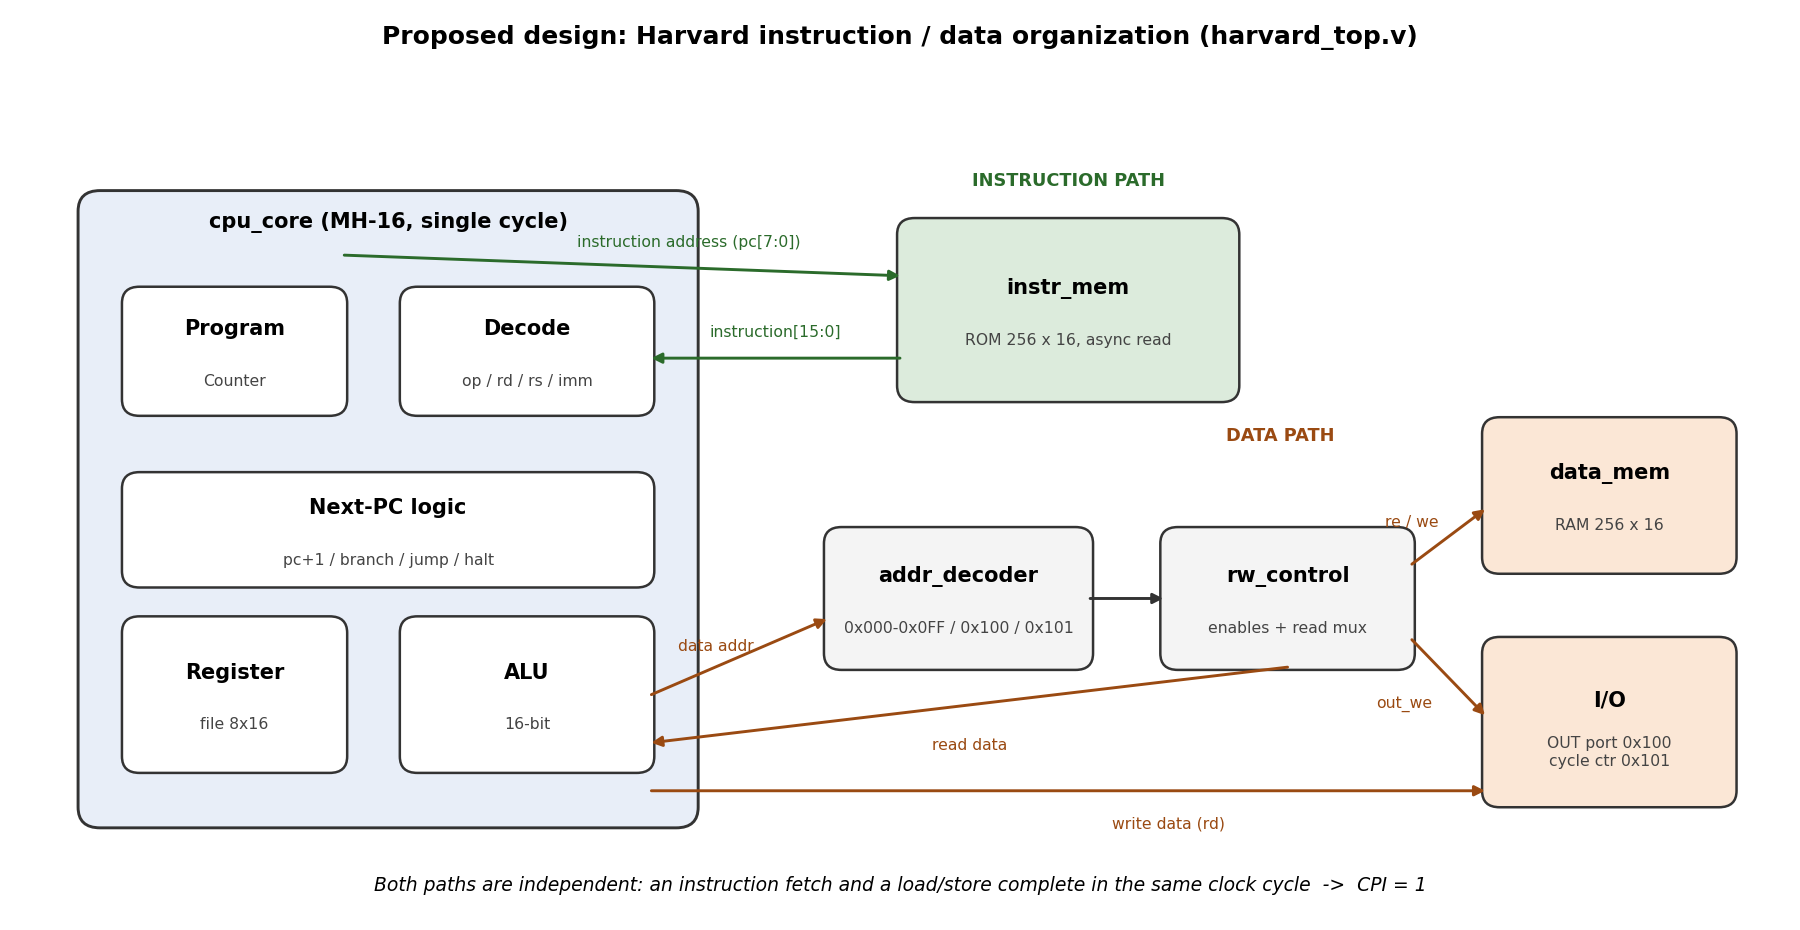 Proposed design: Harvard instruction / data organization (harvard_top.v)
INSTRUCTION PATH
cpu_core (MH-16, single cycle)
instruction address (pc[7:0])
instr_mem
ROM 256 x 16, async read
Program
Counter
Decode
op / rd / rs / imm
instruction[15:0]
DATA PATH
data_mem
RAM 256 x 16
Next-PC logic
pc+1 / branch / jump / halt
re / we
addr_decoder
0x000-0x0FF / 0x100 / 0x101
rw_control
enables + read mux
data addr
Register
file 8x16
ALU
16-bit
out_we
I/O
OUT port 0x100
cycle ctr 0x101
read data
write data (rd)
Both paths are independent: an instruction fetch and a load/store complete in the same clock cycle  ->  CPI = 1